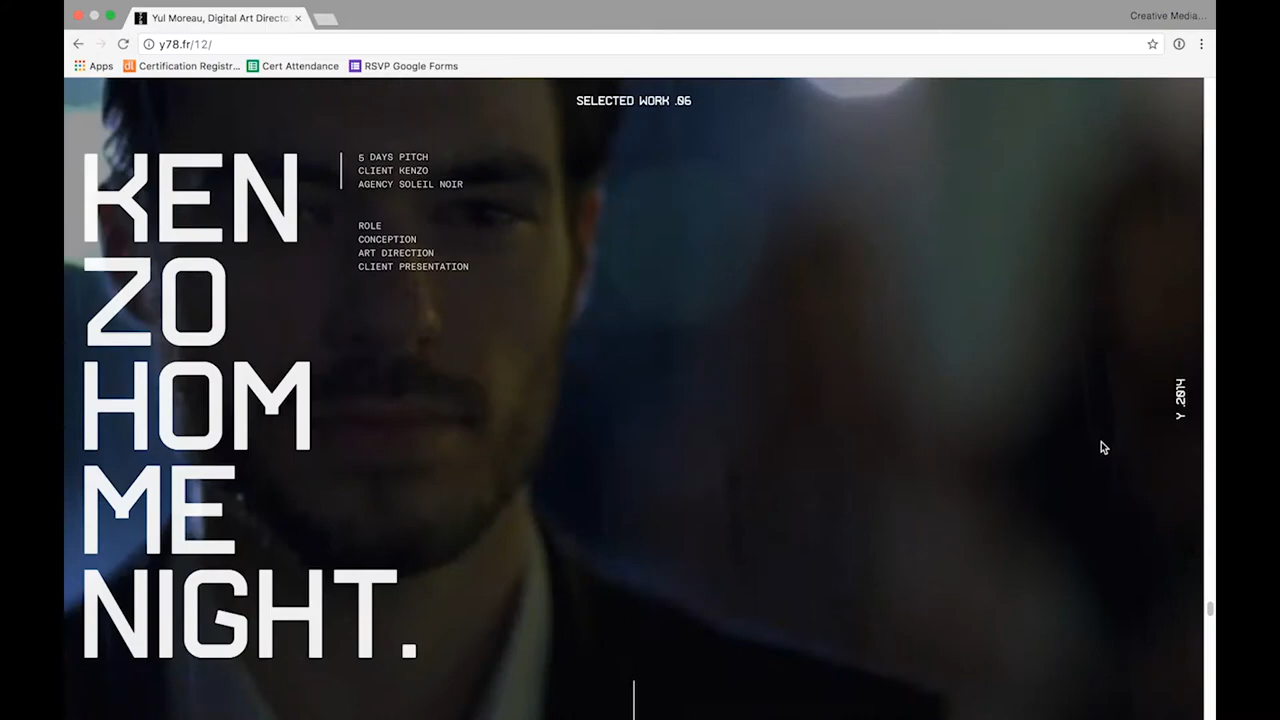 Yul Moreau, Digital Art Directo
Creative Media...
y78.fr/12/
Apps
Certification Registr...
Cert Attendance
RSVP Google Forms
SELECTED WORK .06
KEN
ZO
HOM
ME
NIGHT.
5 DAYS PITCH
CLIENT KENZO
AGENCY SOLEIL NOIR
ROLE
CONCEPTION
ART DIRECTION
CLIENT PRESENTATION
Y .2014